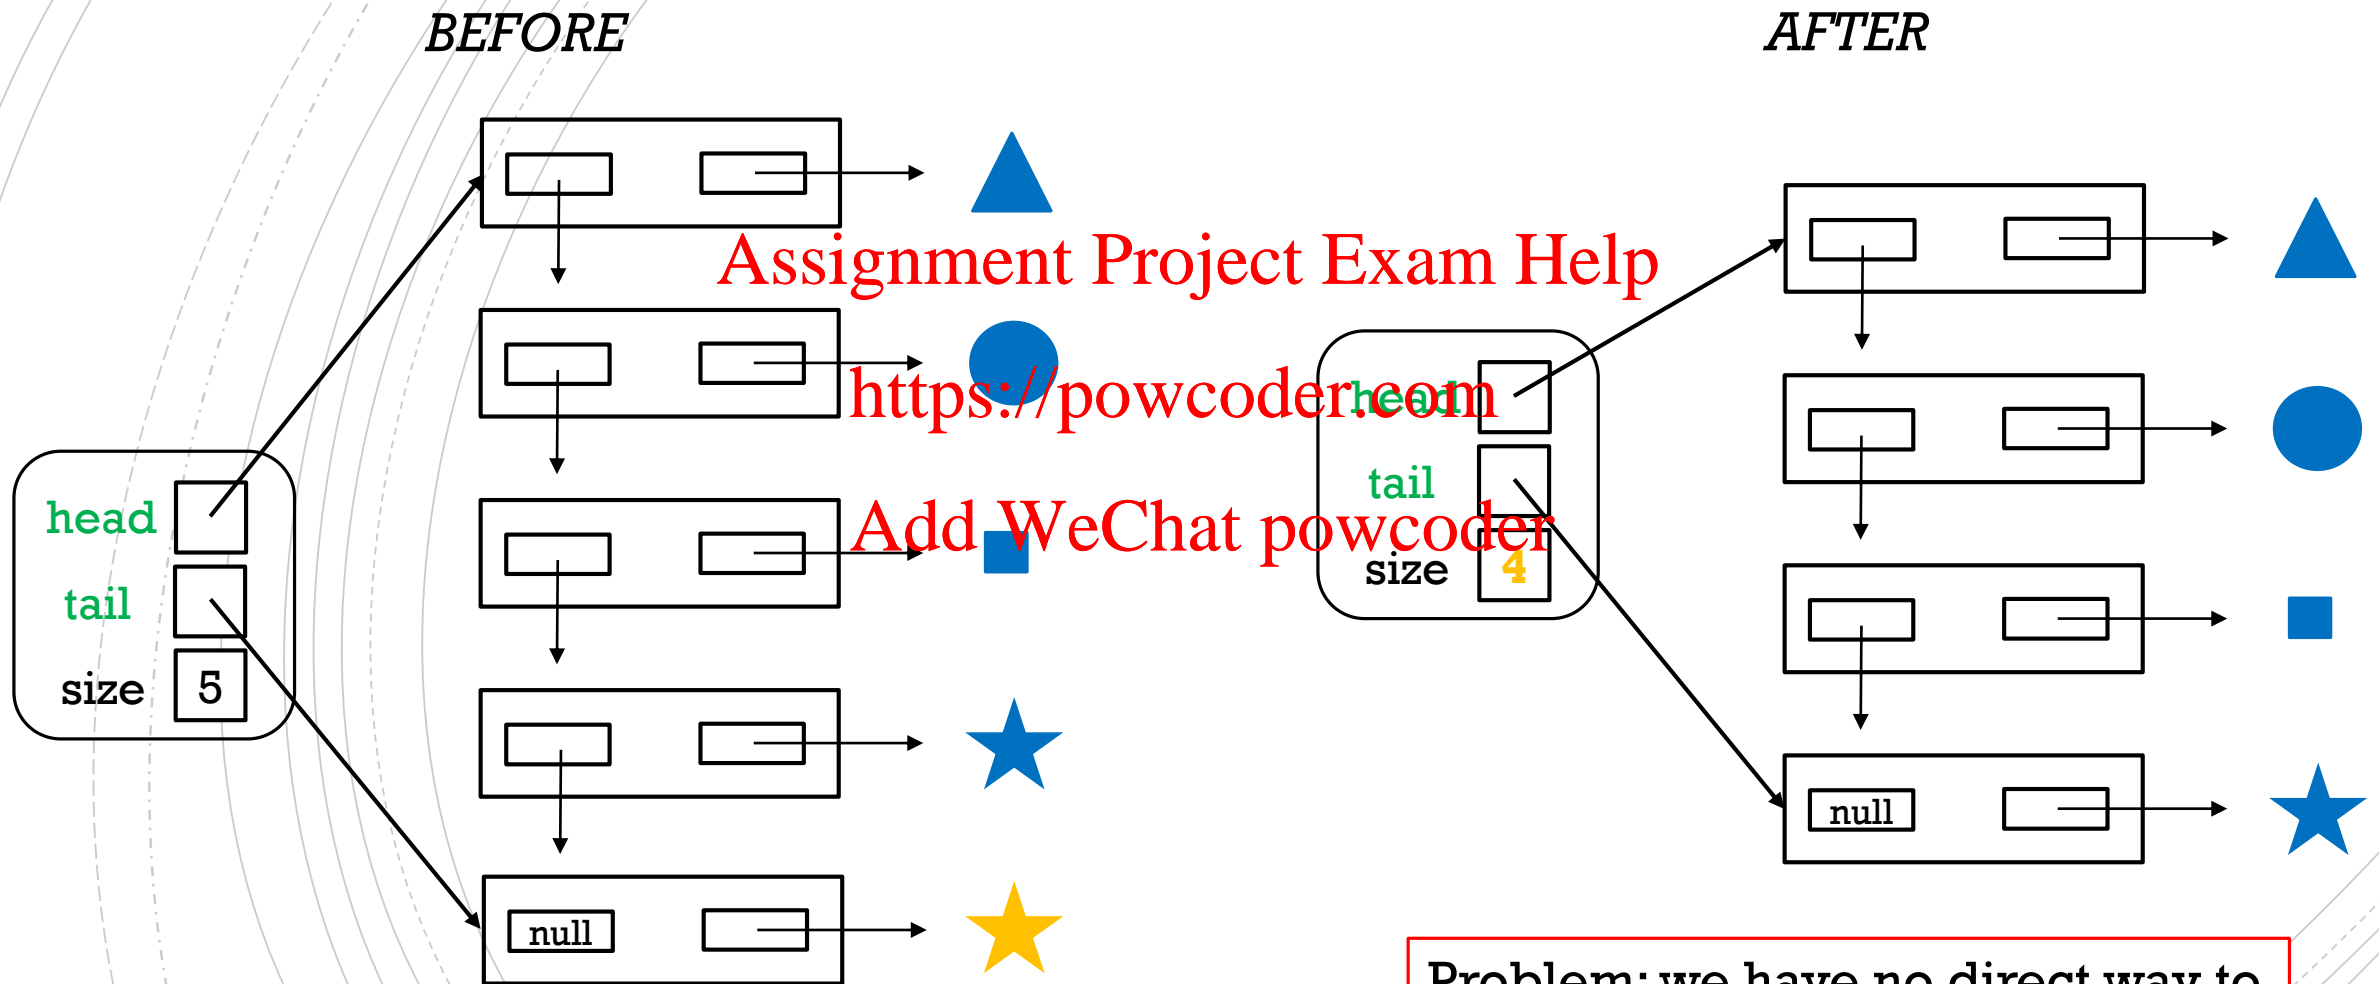 BEFORE
AFTER
Assignment Project Exam Help
https://powcoder.com
Add WeChat powcoder
head
tail
size 5
null
head
tail
size 4
null
Problem: we have no direct way to